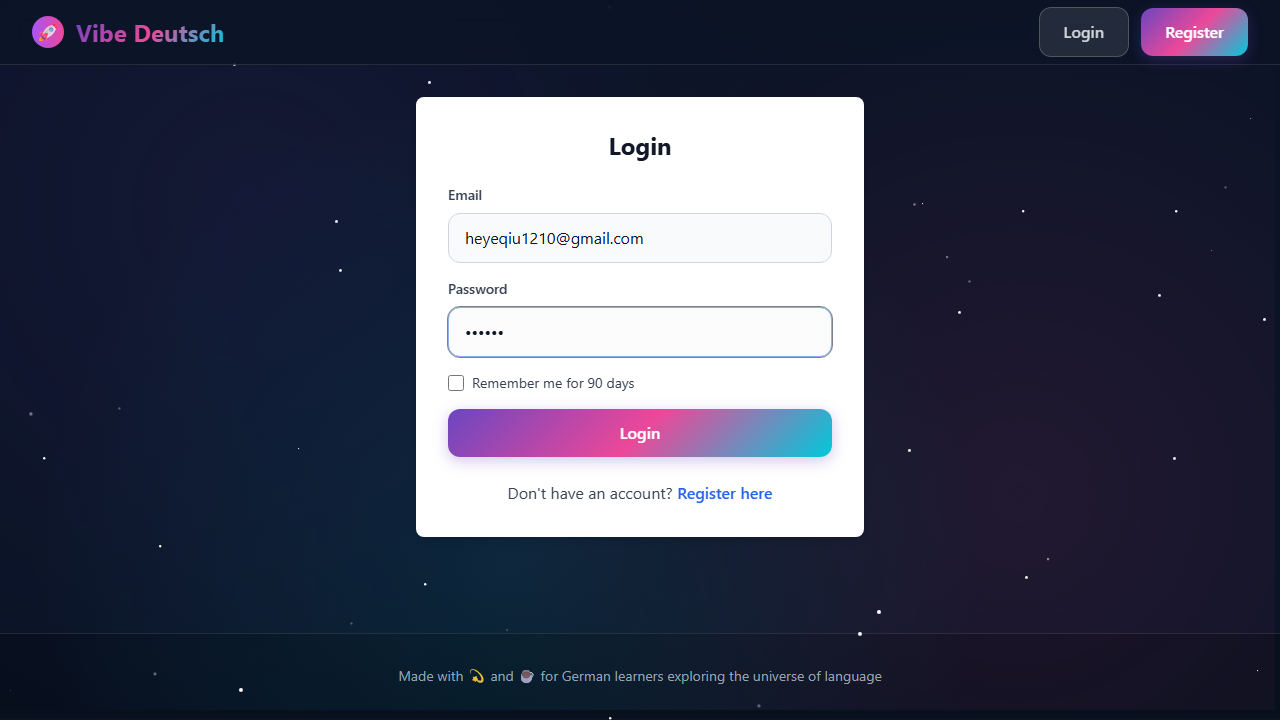 Vibe Deutsch
Login
Register
Login
Email
heyeqiu1210@gmail.com
Password
••••••
Remember me for 90 days
Login
Don't have an account? Register here
Made with 💫 and ☕ for German learners exploring the universe of language